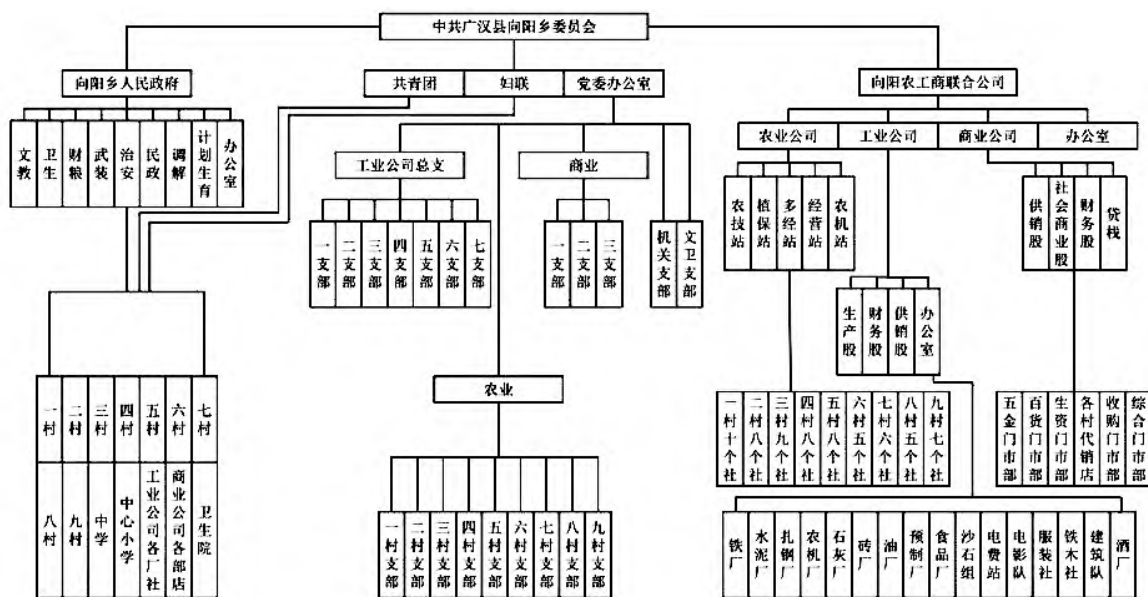 中共广汉县向阳乡委员会
向阳乡人民政府
共青团
妇联
党委办公室
向阳农工商联合公司
文教
卫生
财粮
武装
治安
民政
调解
计划生育
办公室
工业公司总支
商业
农业公司
工业公司
商业公司
办公室
一支部
二支部
三支部
四支部
五支部
六支部
七支部
一支部
二支部
三支部
机关支部
文卫支部
农技站
植保站
多经站
经营站
农机站
供销股
社会商业股
财务股
贷栈
生产股
财务股
供销股
办公室
一村
二村
三村
四村
五村
六村
七村
八村
九村
中学
中心小学
工业公司各厂社
商业公司各部店
卫生院
农业
一村支部
二村支部
三村支部
四村支部
五村支部
六村支部
七村支部
八村支部
九村支部
一村十个社
二村八个社
三村九个社
四村八个社
五村八个社
六村五个社
七村六个社
八村五个社
九村七个社
五金门市部
百货门市部
生资门市部
各村代销店
收购门市部
综合门市部
铁厂
水泥厂
扎钢厂
农机厂
石灰厂
砖厂
油厂
预制厂
食品厂
沙石组
电费站
电影队
服装社
铁木社
建筑队
酒厂